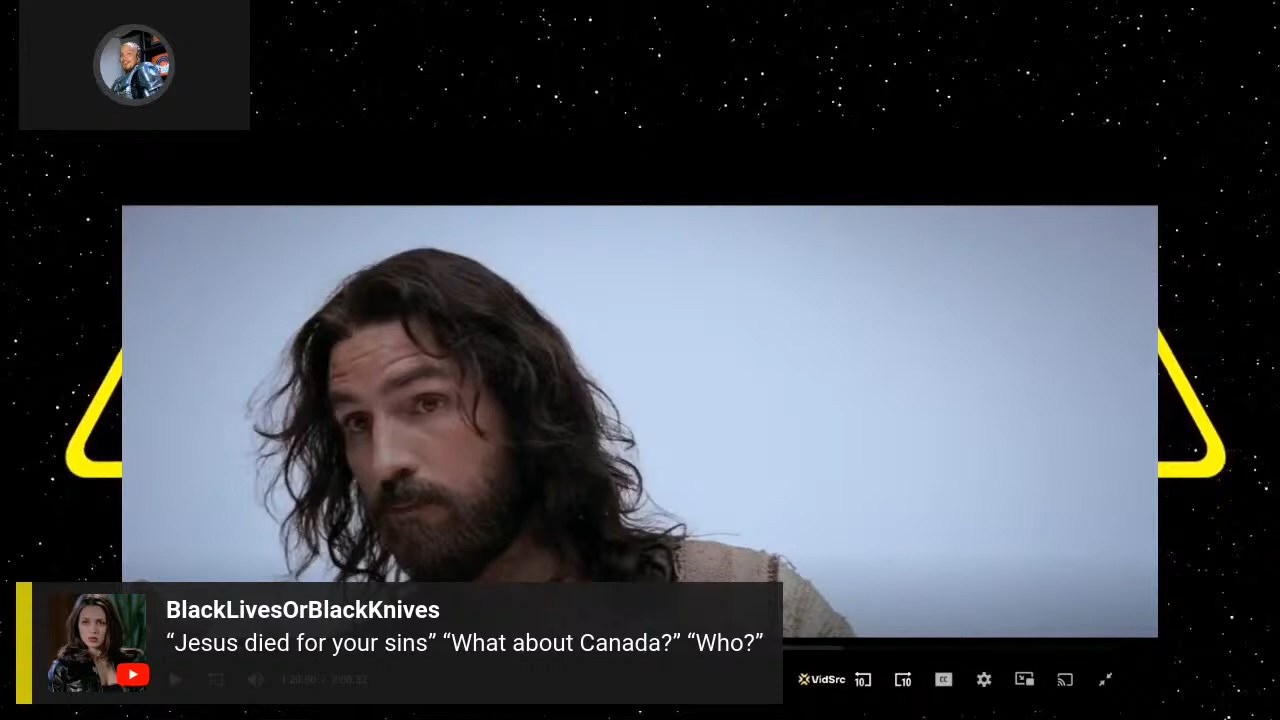 BlackLivesOrBlackKnives
“Jesus died for your sins” “What about Canada?” “Who?”
VidSrc
10
10
CC